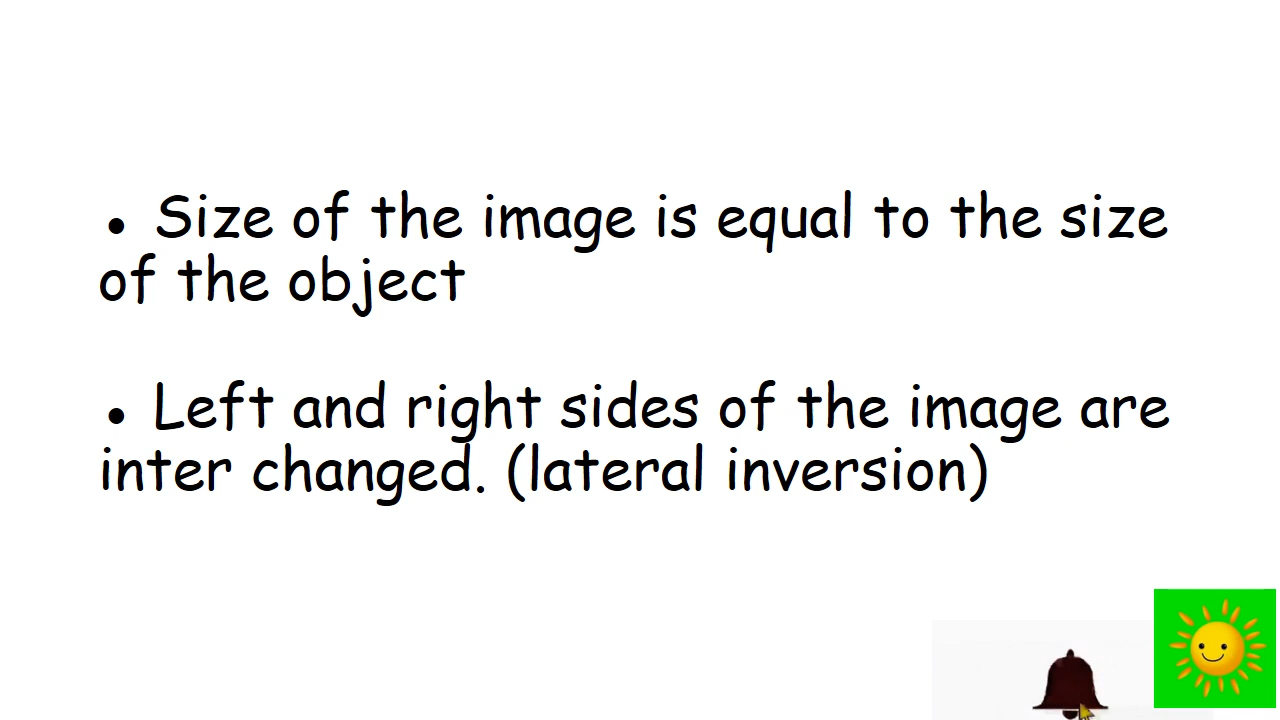 • Size of the image is equal to the size
of the object
• Left and right sides of the image are
inter changed. (lateral inversion)